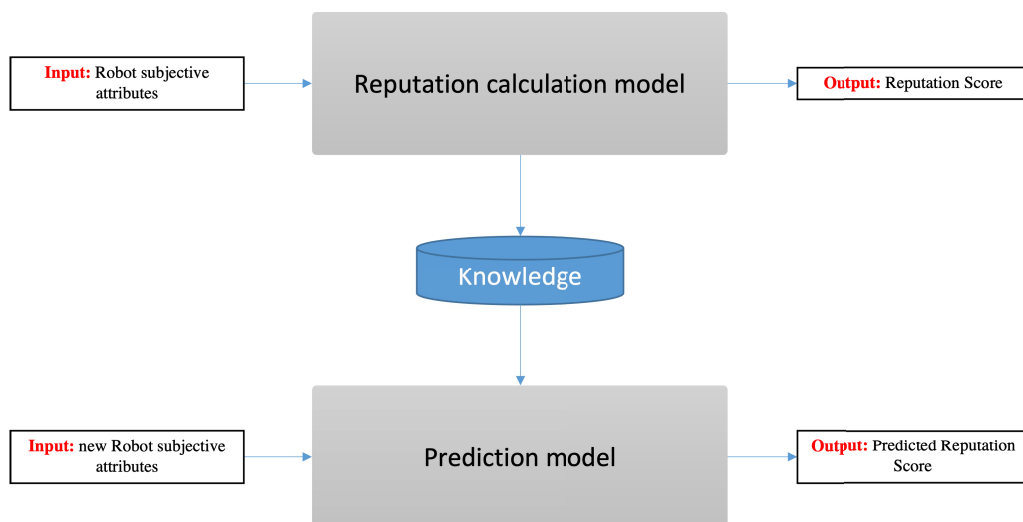 Input: Robot subjective
attributes
Reputation calculation model
Output: Reputation Score
Knowledge
Input: new Robot subjective
attributes
Prediction model
Output: Predicted Reputation
Score